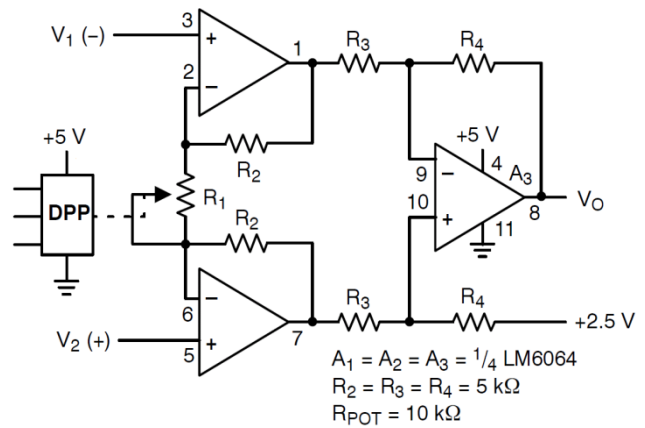 V1 (–)
3
+
1
2
–
R3
R4
+5 V
R2
+5 V
4
A3
9
–
DPP
R1
10
+
8
VO
R2
11
–
6
R3
R4
7
+2.5 V
V2 (+)
5
+
A1 = A2 = A3 = 1/4 LM6064
R2 = R3 = R4 = 5 kΩ
RPOT = 10 kΩ